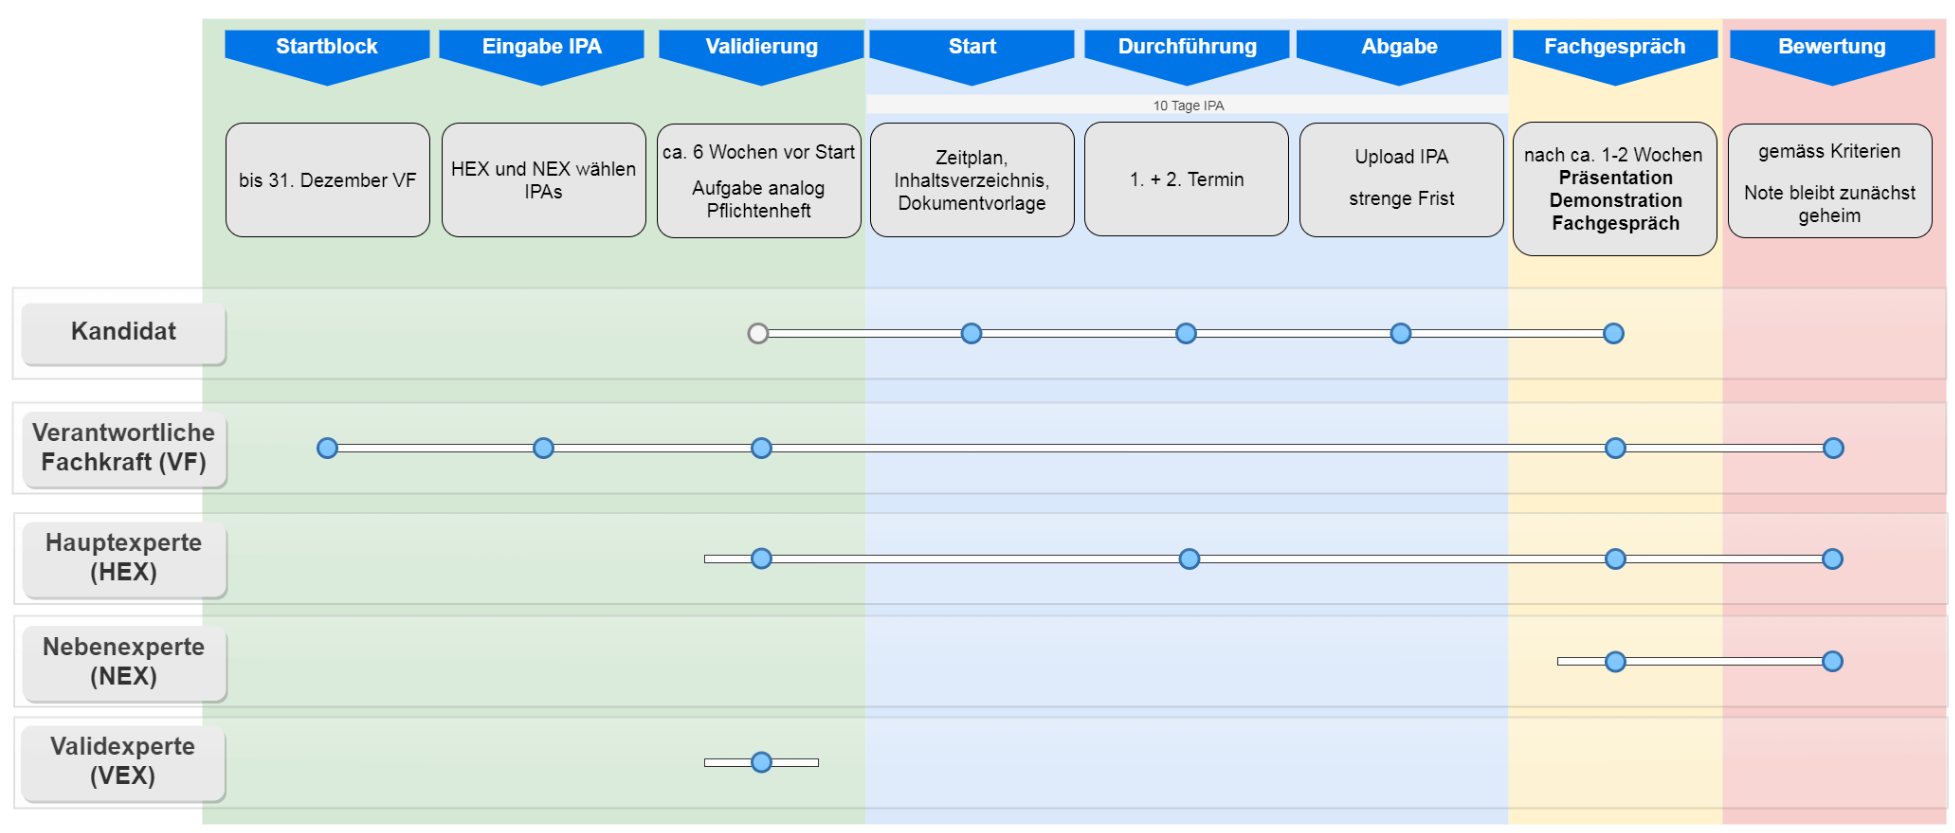 Startblock
Eingabe IPA
Validierung
Start
Durchführung
Abgabe
Fachgespräch
Bewertung
10 Tage IPA
bis 31. Dezember VF
HEX und NEX wählen
IPAs
ca. 6 Wochen vor Start
Aufgabe analog
Pflichtenheft
Zeitplan,
Inhaltsverzeichnis,
Dokumentvorlage
1. + 2. Termin
Upload IPA
strenge Frist
nach ca. 1-2 Wochen
Präsentation
Demonstration
Fachgespräch
gemäss Kriterien
Note bleibt zunächst
geheim
Kandidat
Verantwortliche
Fachkraft (VF)
Hauptexperte
(HEX)
Nebenexperte
(NEX)
Validexperte
(VEX)